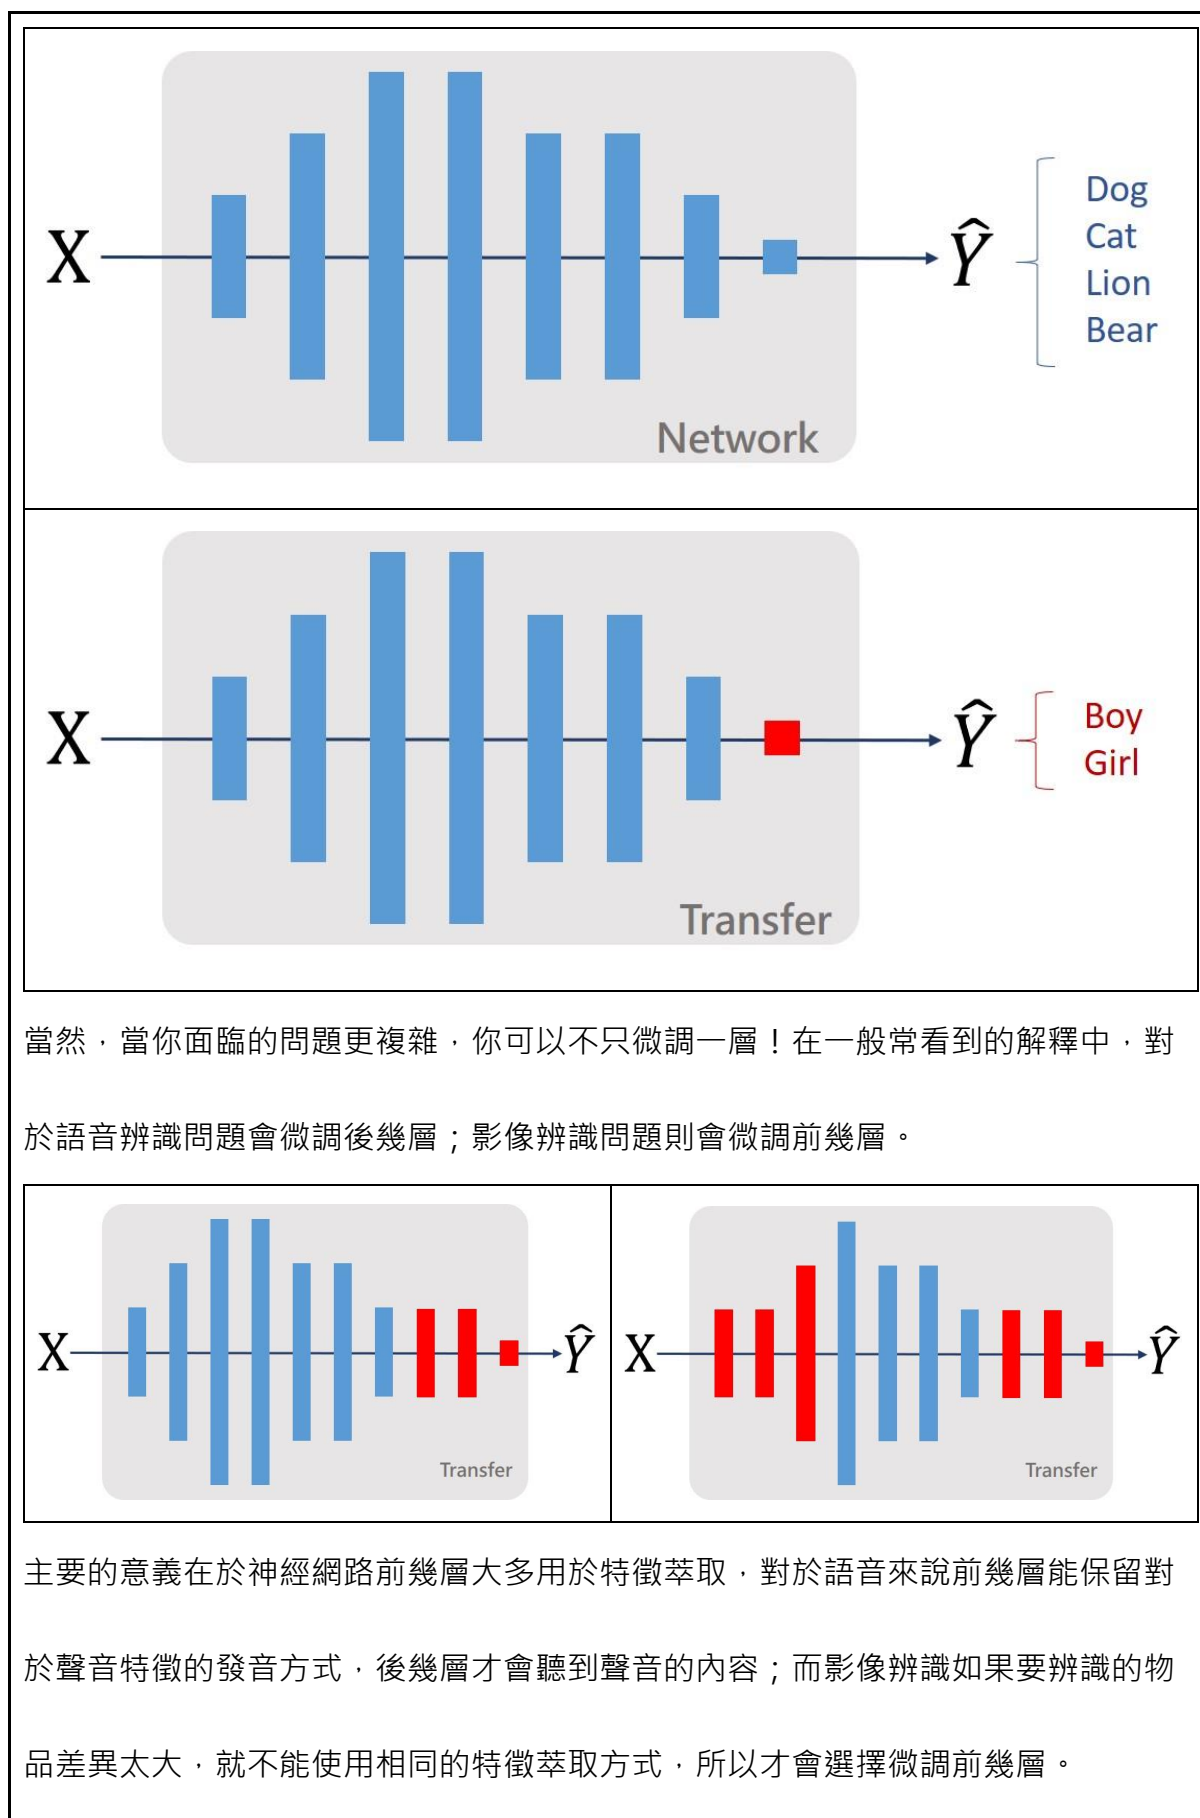 X
Ŷ
Dog
Cat
Lion
Bear
Network
X
Ŷ
Boy
Girl
Transfer
當然，當你面臨的問題更複雜，你可以不只微調一層！在一般常看到的解釋中，對
於語音辨識問題會微調後幾層；影像辨識問題則會微調前幾層。
X
Ŷ
Transfer
X
Ŷ
Transfer
主要的意義在於神經網路前幾層大多用於特徵萃取，對於語音來說前幾層能保留對
於聲音特徵的發音方式，後幾層才會聽到聲音的內容；而影像辨識如果要辨識的物
品差異太大，就不能使用相同的特徵萃取方式，所以才會選擇微調前幾層。